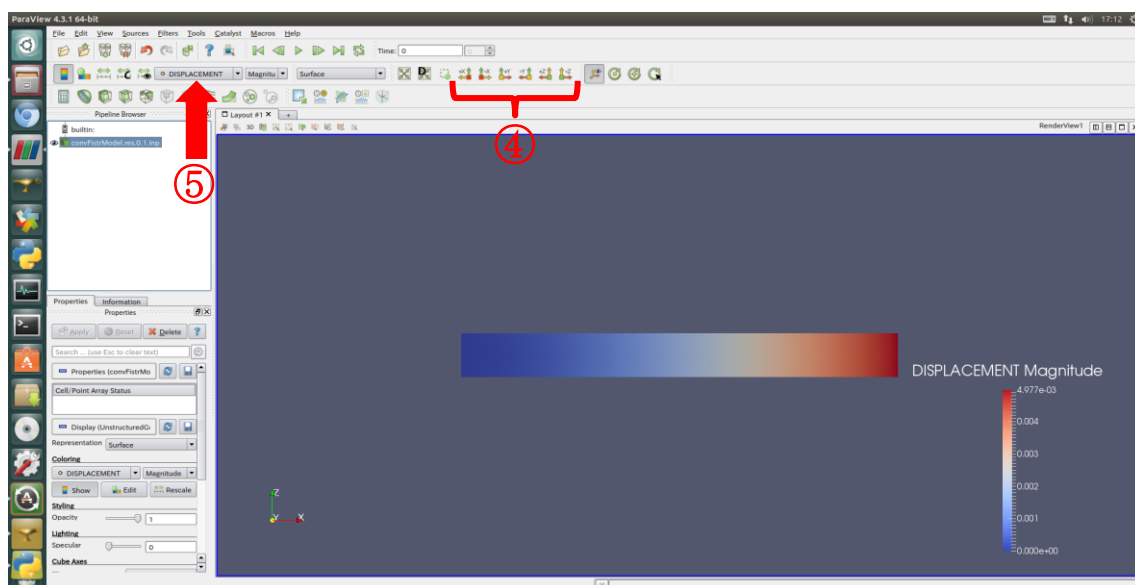 ParaView 4.3.1 64-bit
17:12
File Edit View Sources Filters Tools Catalyst Macros Help
Time: 0
0
DISPLACEMENT Magnitu Surface
+X -X +Y -Y +Z -Z
④
⑤
Pipeline Browser
builtin:
convFistrModel.res.0.1.inp
Layout #1 X +
3D
RenderView1
Properties Information
Properties
Apply Reset Delete ?
Search ... (use Esc to clear text)
Properties (convFistrMo
Cell/Point Array Status
Display (UnstructuredG
Representation Surface
Coloring
DISPLACEMENT Magnitude
Show Edit Rescale
Styling
Opacity 1
Lighting
Specular 0
Cube Axes
DISPLACEMENT Magnitude
4.977e-03
0.004
0.003
0.002
0.001
0.000e+00
Z
Y X